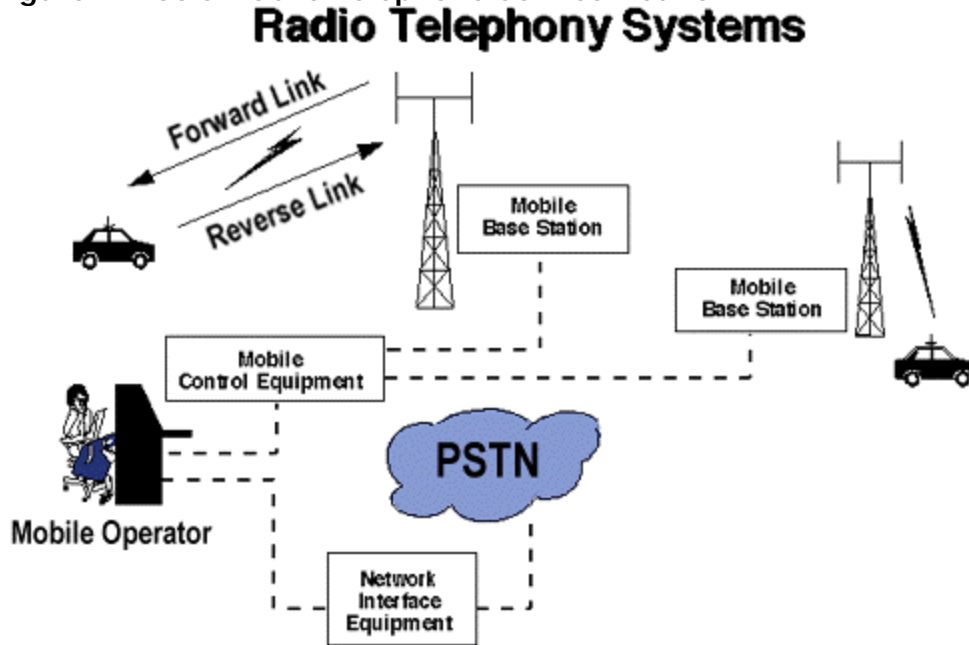 Radio Telephony Systems
Forward Link
Reverse Link
Mobile
Base Station
Mobile
Base Station
Mobile
Control Equipment
PSTN
Mobile Operator
Network
Interface
Equipment